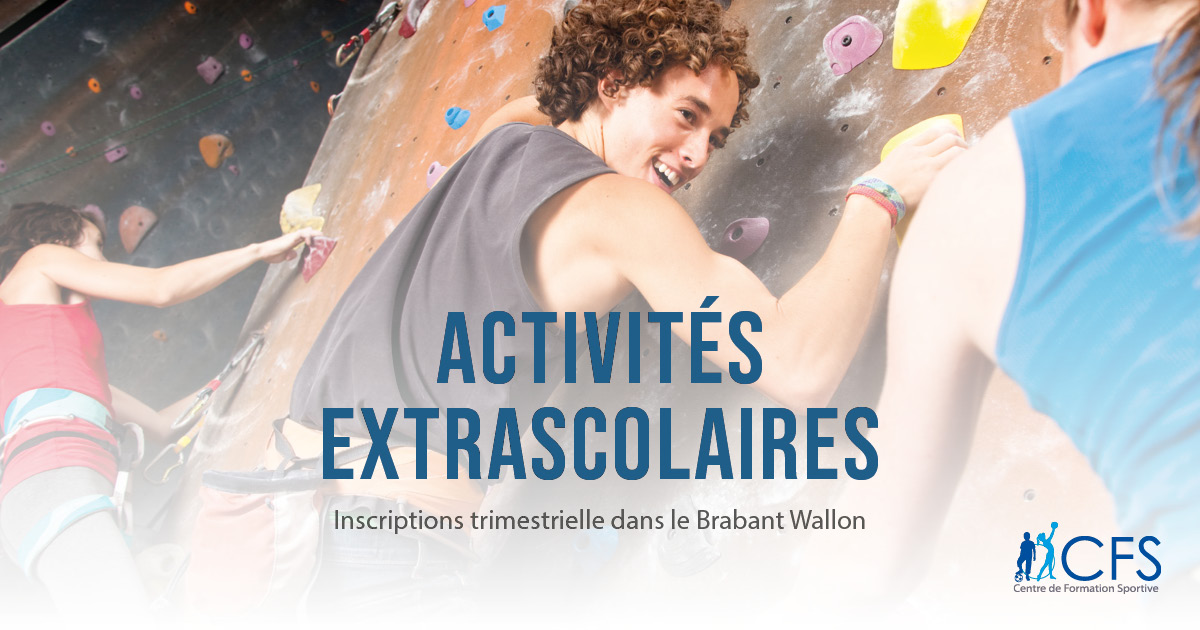 ACTIVITÉS
EXTRASCOLAIRES
Inscriptions trimestrielle dans le Brabant Wallon
CFS
Centre de Formation Sportive